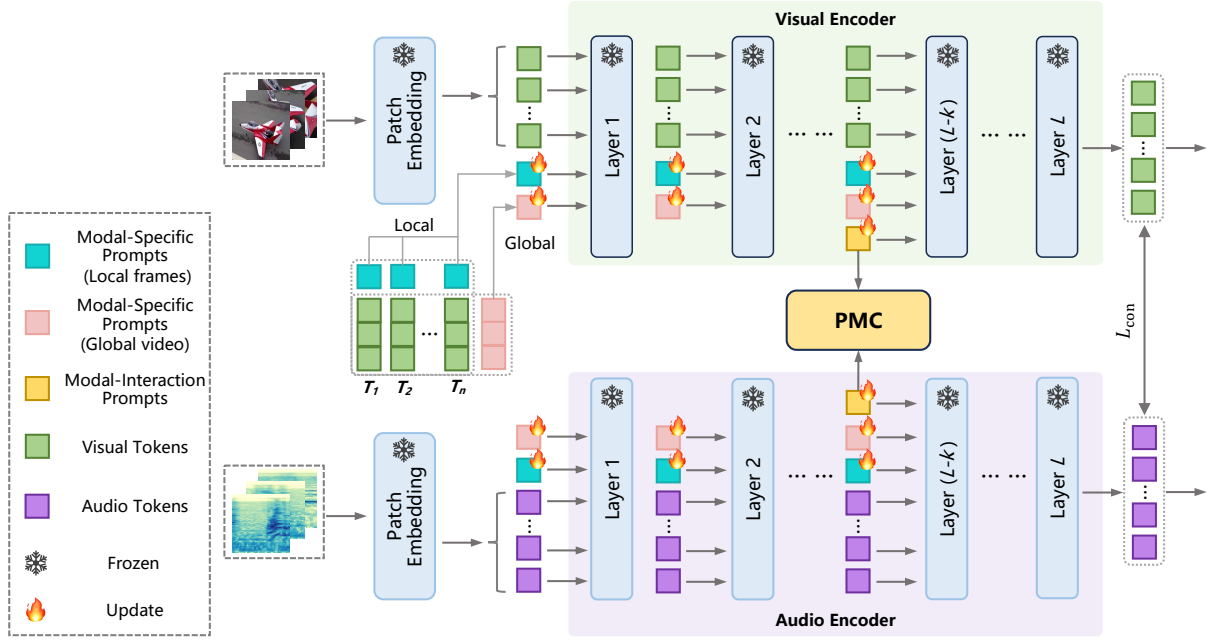 Visual Encoder
Patch
Embedding
Layer 1
Layer 2
... ...
Layer (L-k)
... ...
Layer L
Local
Global
...
T1 T2 Tn
PMC
Lcon
Modal-Specific
Prompts
(Local frames)
Modal-Specific
Prompts
(Global video)
Modal-Interaction
Prompts
Visual Tokens
Audio Tokens
Frozen
Update
Patch
Embedding
Layer 1
Layer 2
... ...
Layer (L-k)
... ...
Layer L
Audio Encoder